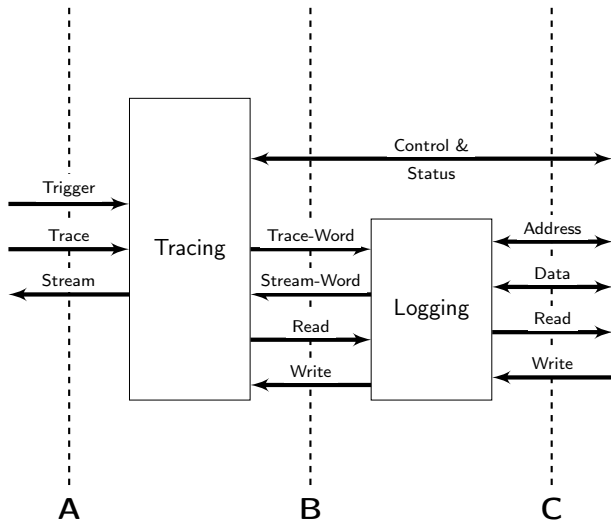 Control &
Status
Trigger
Trace
Stream
Tracing
Trace-Word
Stream-Word
Read
Write
Logging
Address
Data
Read
Write
A
B
C